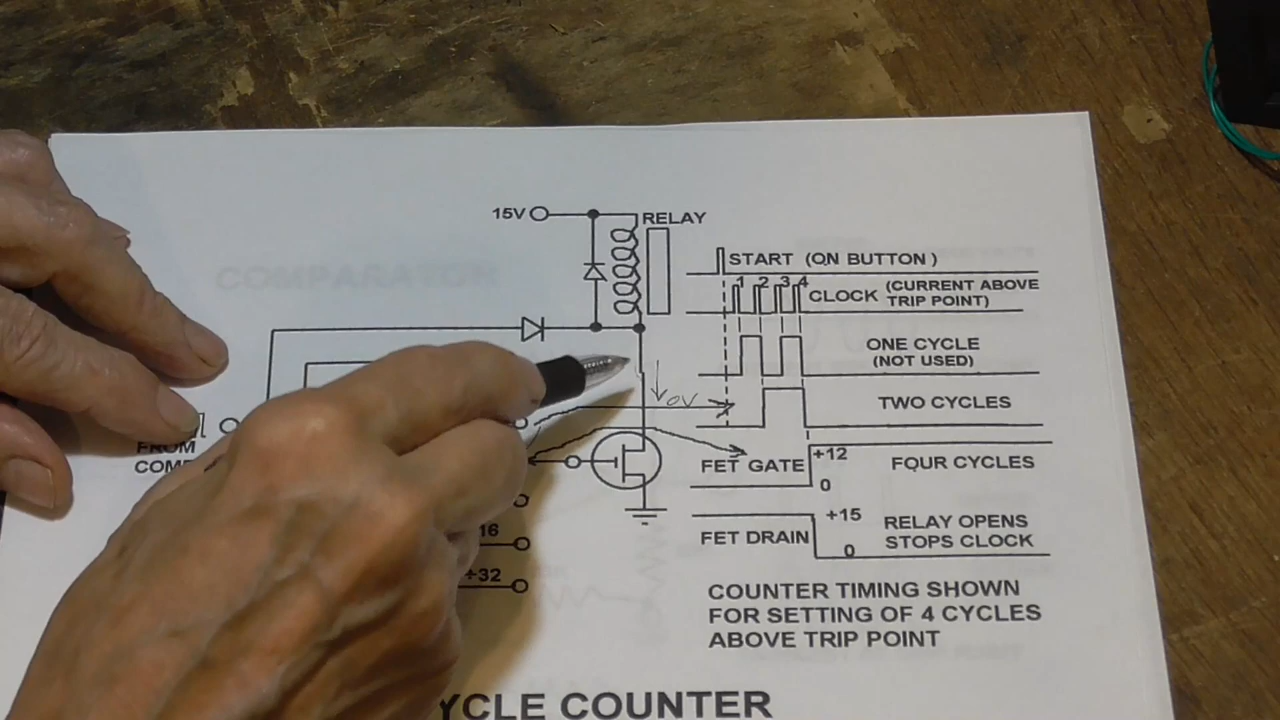 15V
RELAY
START (ON BUTTON)
1 2 3 4
CLOCK (CURRENT ABOVE
TRIP POINT)
ONE CYCLE
(NOT USED)
0V
TWO CYCLES
FROM
COM
FET GATE
+12
0
FOUR CYCLES
16
÷32
FET DRAIN
+15
0
RELAY OPENS
STOPS CLOCK
COUNTER TIMING SHOWN
FOR SETTING OF 4 CYCLES
ABOVE TRIP POINT
YCLE COUNTER
COMPARATOR